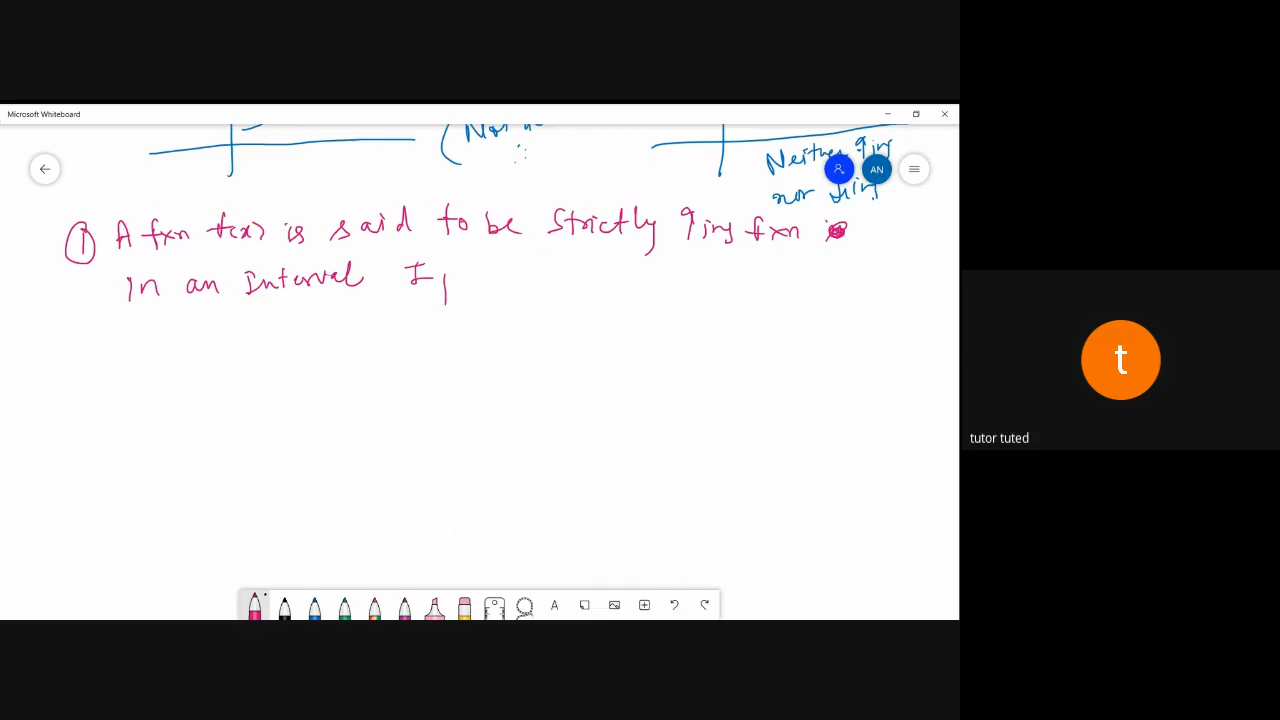 Microsoft Whiteboard
Neither ↑ing
nor ↓ing
AN
① A fxn f(x) is said to be strictly ↑ing fxn
in an Interval I
t
tutor tuted
A